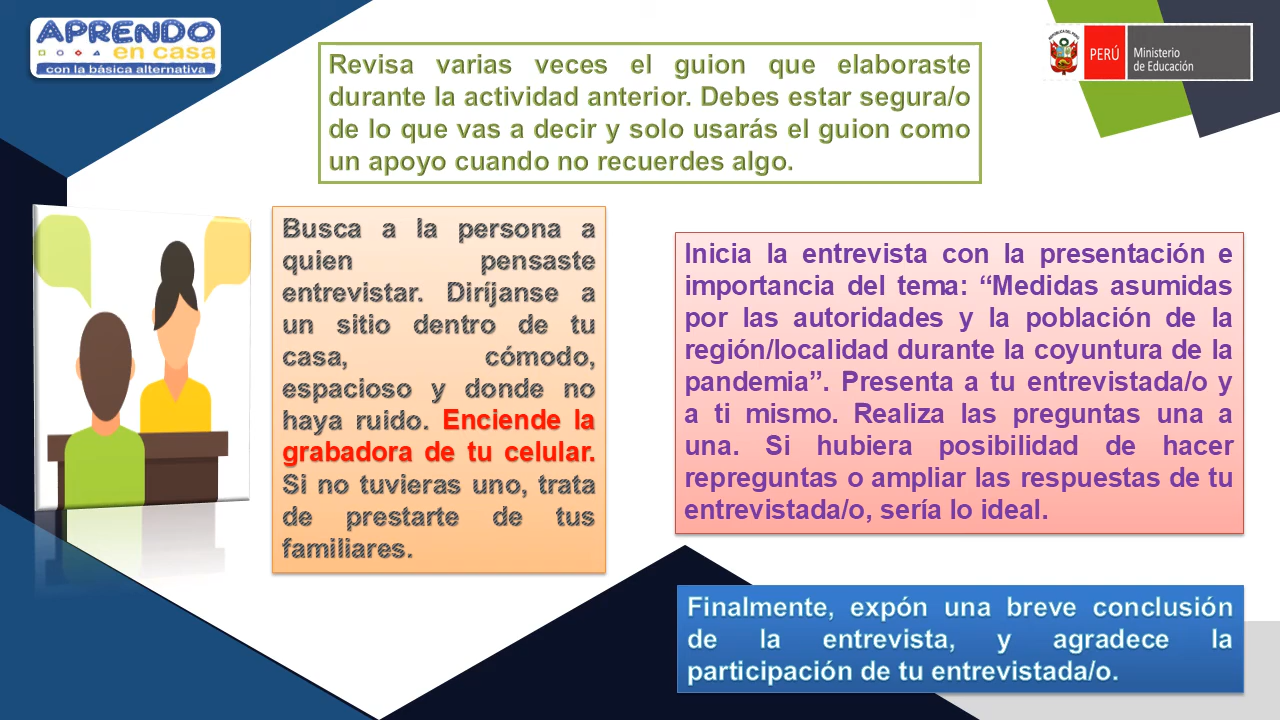 APRENDO
en casa
con la básica alternativa
REPÚBLICA DEL PERÚ
PERÚ
Ministerio
de Educación
Revisa varias veces el guion que elaboraste
durante la actividad anterior. Debes estar segura/o
de lo que vas a decir y solo usarás el guion como
un apoyo cuando no recuerdes algo.
Busca a la persona a
quien pensaste
entrevistar. Diríjanse a
un sitio dentro de tu
casa, cómodo,
espacioso y donde no
haya ruido. Enciende la
grabadora de tu celular.
Si no tuvieras uno, trata
de prestarte de tus
familiares.
Inicia la entrevista con la presentación e
importancia del tema: “Medidas asumidas
por las autoridades y la población de la
región/localidad durante la coyuntura de la
pandemia”. Presenta a tu entrevistada/o y
a ti mismo. Realiza las preguntas una a
una. Si hubiera posibilidad de hacer
repreguntas o ampliar las respuestas de tu
entrevistada/o, sería lo ideal.
Finalmente, expón una breve conclusión
de la entrevista, y agradece la
participación de tu entrevistada/o.